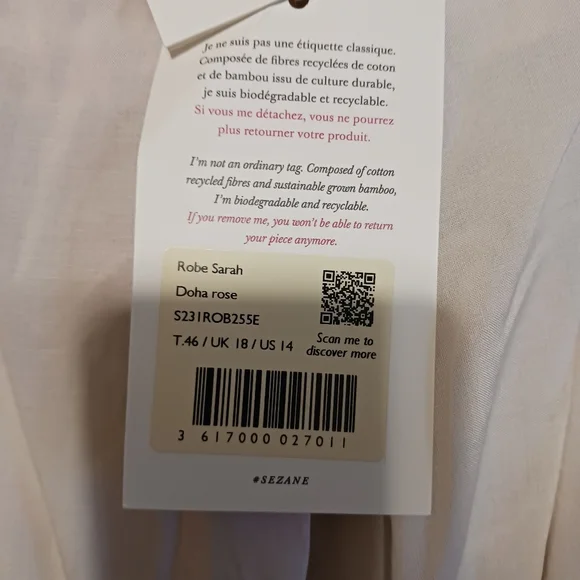 Je ne suis pas une étiquette classique.
Composée de fibres recyclées de coton
et de bambou issu de culture durable,
je suis biodégradable et recyclable.
Si vous me détachez, vous ne pourrez
plus retourner votre produit.
I'm not an ordinary tag. Composed of cotton
recycled fibres and sustainable grown bamboo,
I'm biodegradable and recyclable.
If you remove me, you won't be able to return
your piece anymore.
Robe Sarah
Doha rose
S231ROB255E
T.46 / UK 18 / US 14
Scan me to
discover more
3 617000 027011
#SEZANE